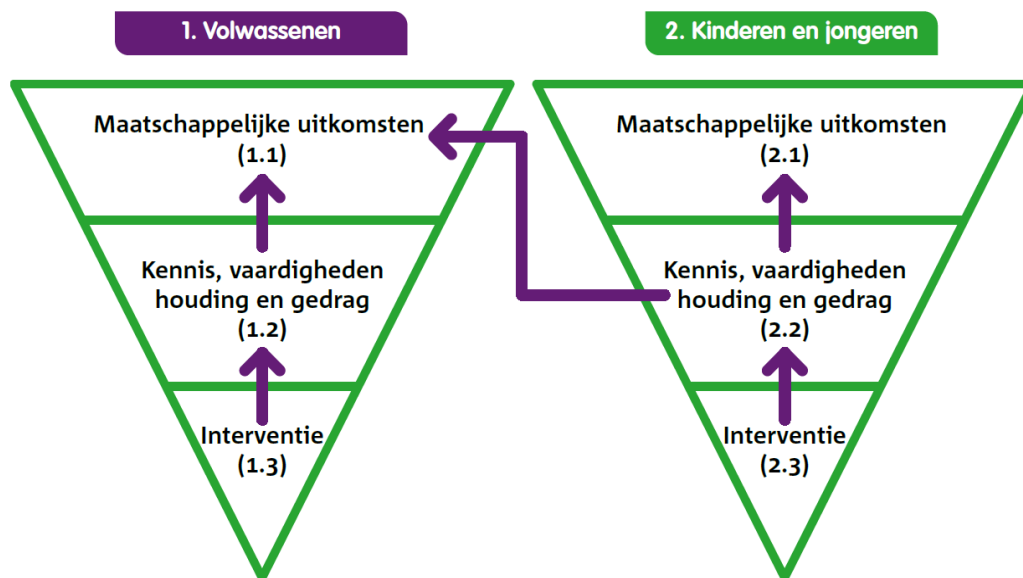 1. Volwassenen
Maatschappelijke uitkomsten
(1.1)
Kennis, vaardigheden
houding en gedrag
(1.2)
Interventie
(1.3)
2. Kinderen en jongeren
Maatschappelijke uitkomsten
(2.1)
Kennis, vaardigheden
houding en gedrag
(2.2)
Interventie
(2.3)